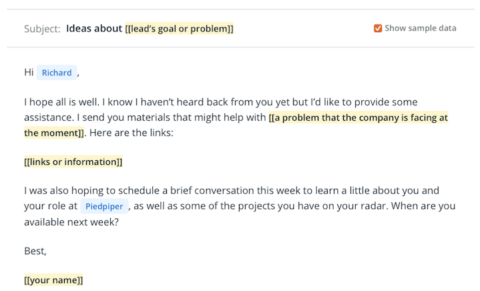 Subject: Ideas about [[lead's goal or problem]]
Show sample data
Hi Richard,
I hope all is well. I know I haven't heard back from you yet but I'd like to provide some
assistance. I send you materials that might help with [[a problem that the company is facing at
the moment]]. Here are the links:
[[links or information]]
I was also hoping to schedule a brief conversation this week to learn a little about you and
your role at Piedpiper, as well as some of the projects you have on your radar. When are you
available next week?
Best,
[[your name]]